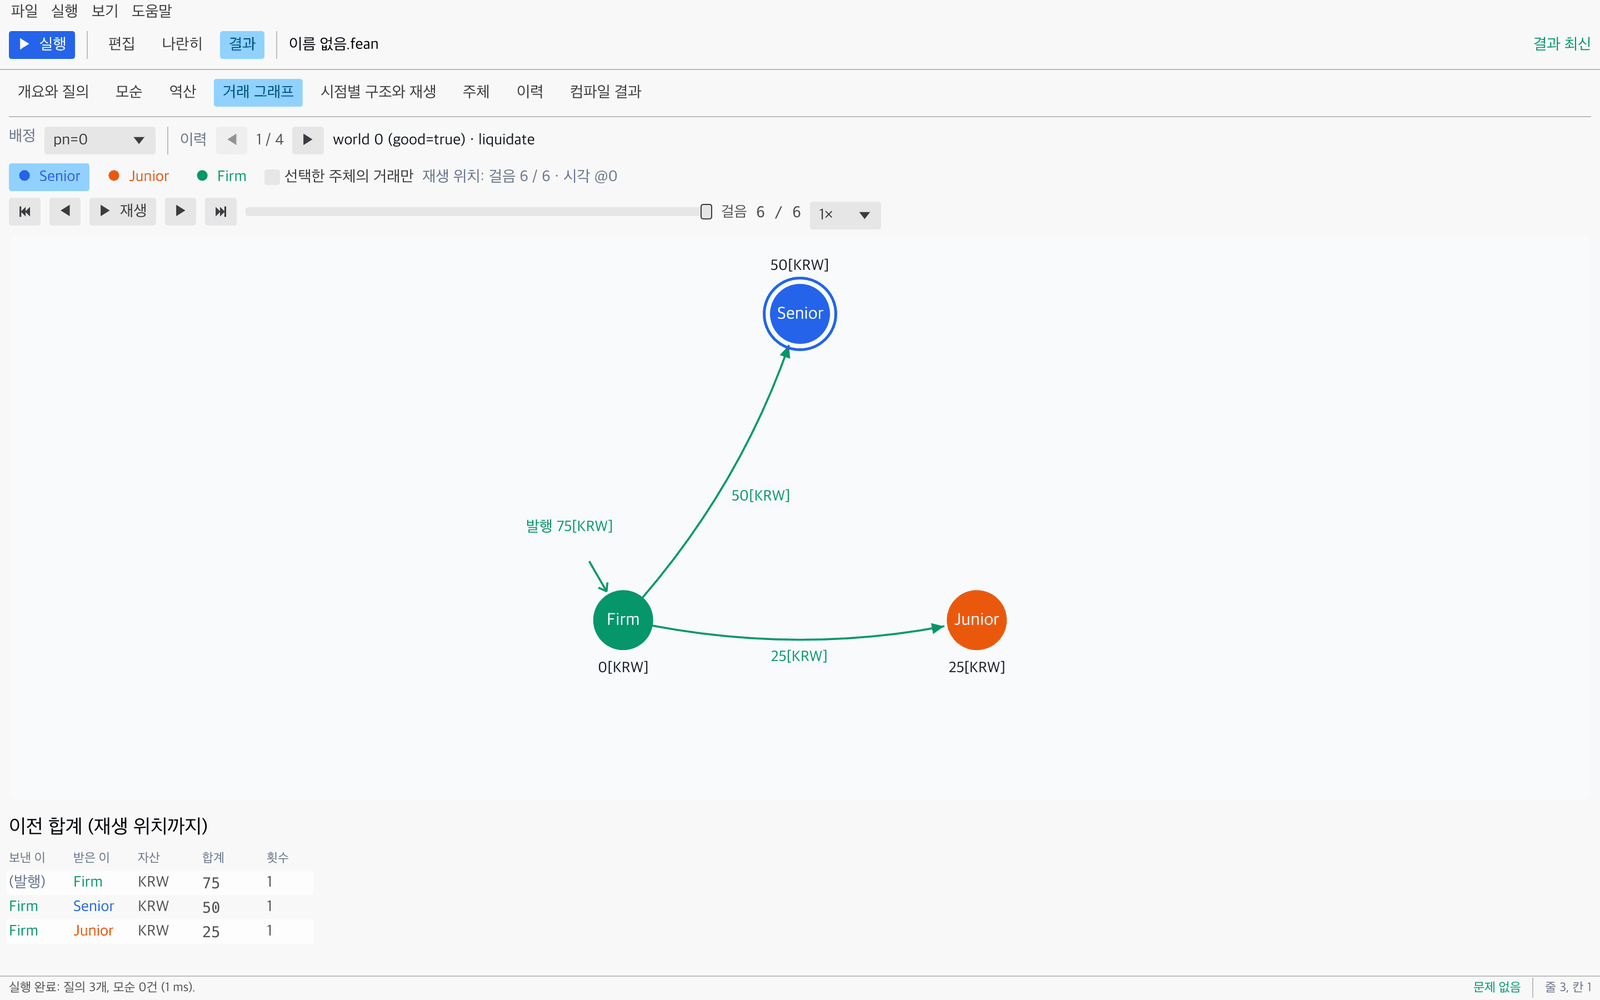 파일 실행 보기 도움말
▶ 실행 편집 나란히 결과 이름 없음.fean 결과 최신
개요와 질의 모순 역산 거래 그래프 시점별 구조와 재생 주체 이력 컴파일 결과
배정 pn=0 ▼ 이력 ◀ 1 / 4 ▶ world 0 (good=true) · liquidate
● Senior ● Junior ● Firm 선택한 주체의 거래만 재생 위치: 걸음 6 / 6 · 시각 @0
⏮ ◀ ▶ 재생 ▶ ⏭ 걸음 6 / 6 1× ▼
50[KRW]
Senior
50[KRW]
발행 75[KRW]
Firm
Junior
25[KRW]
0[KRW]
25[KRW]
이전 합계 (재생 위치까지)
보낸 이 받은 이 자산 합계 횟수
(발행) Firm KRW 75 1
Firm Senior KRW 50 1
Firm Junior KRW 25 1
실행 완료: 질의 3개, 모순 0건 (1 ms). 문제 없음 줄 3, 칸 1